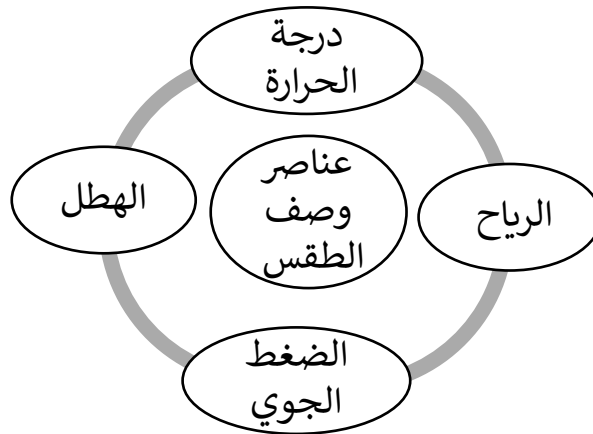 درجة
الحرارة
عناصر
وصف
الطقس
الرياح
الهطل
الضغط
الجوي